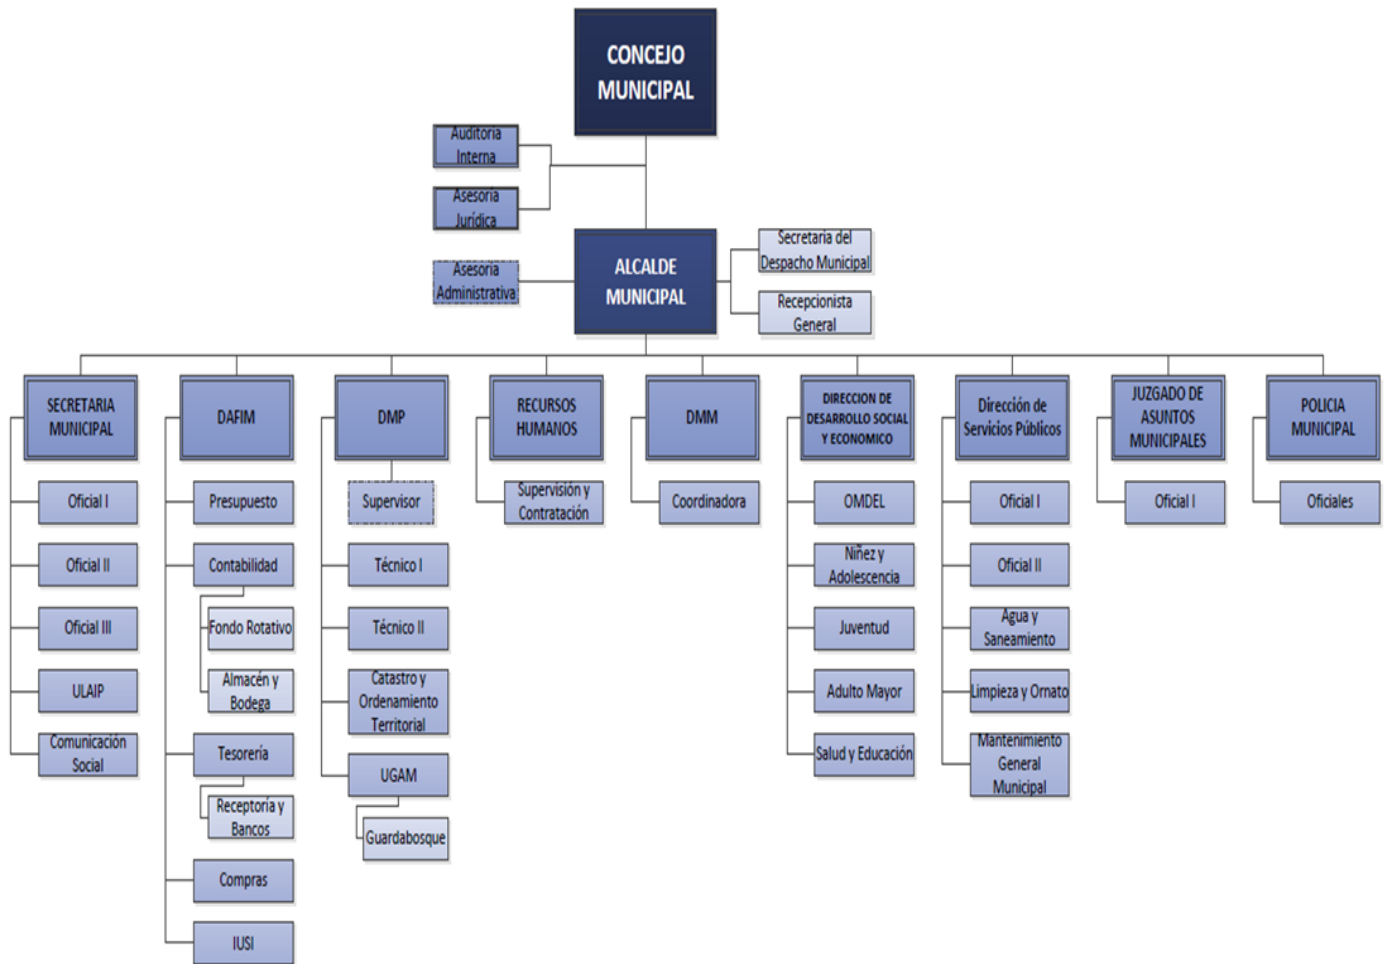 CONCEJO
MUNICIPAL
Auditoria
Interna
Asesoría
Jurídica
Asesoría
Administrativa
ALCALDE
MUNICIPAL
Secretaria del
Despacho Municipal
Recepcionista
General
SECRETARIA
MUNICIPAL
Oficial I
Oficial II
Oficial III
ULAIP
Comunicación
Social
DAFIM
Presupuesto
Contabilidad
Fondo Rotativo
Almacén y
Bodega
Tesorería
Receptoría y
Bancos
Compras
IUSI
DMP
Supervisor
Técnico I
Técnico II
Catastro y
Ordenamiento
Territorial
UGAM
Guardabosque
RECURSOS
HUMANOS
Supervisión y
Contratación
DMM
Coordinadora
DIRECCION DE
DESARROLLO SOCIAL
Y ECONOMICO
OMDEL
Niñez y
Adolescencia
Juventud
Adulto Mayor
Salud y Educación
Dirección de
Servicios Públicos
Oficial I
Oficial II
Agua y
Saneamiento
Limpieza y Ornato
Mantenimiento
General
Municipal
JUZGADO DE
ASUNTOS
MUNICIPALES
Oficial I
POLICIA
MUNICIPAL
Oficiales